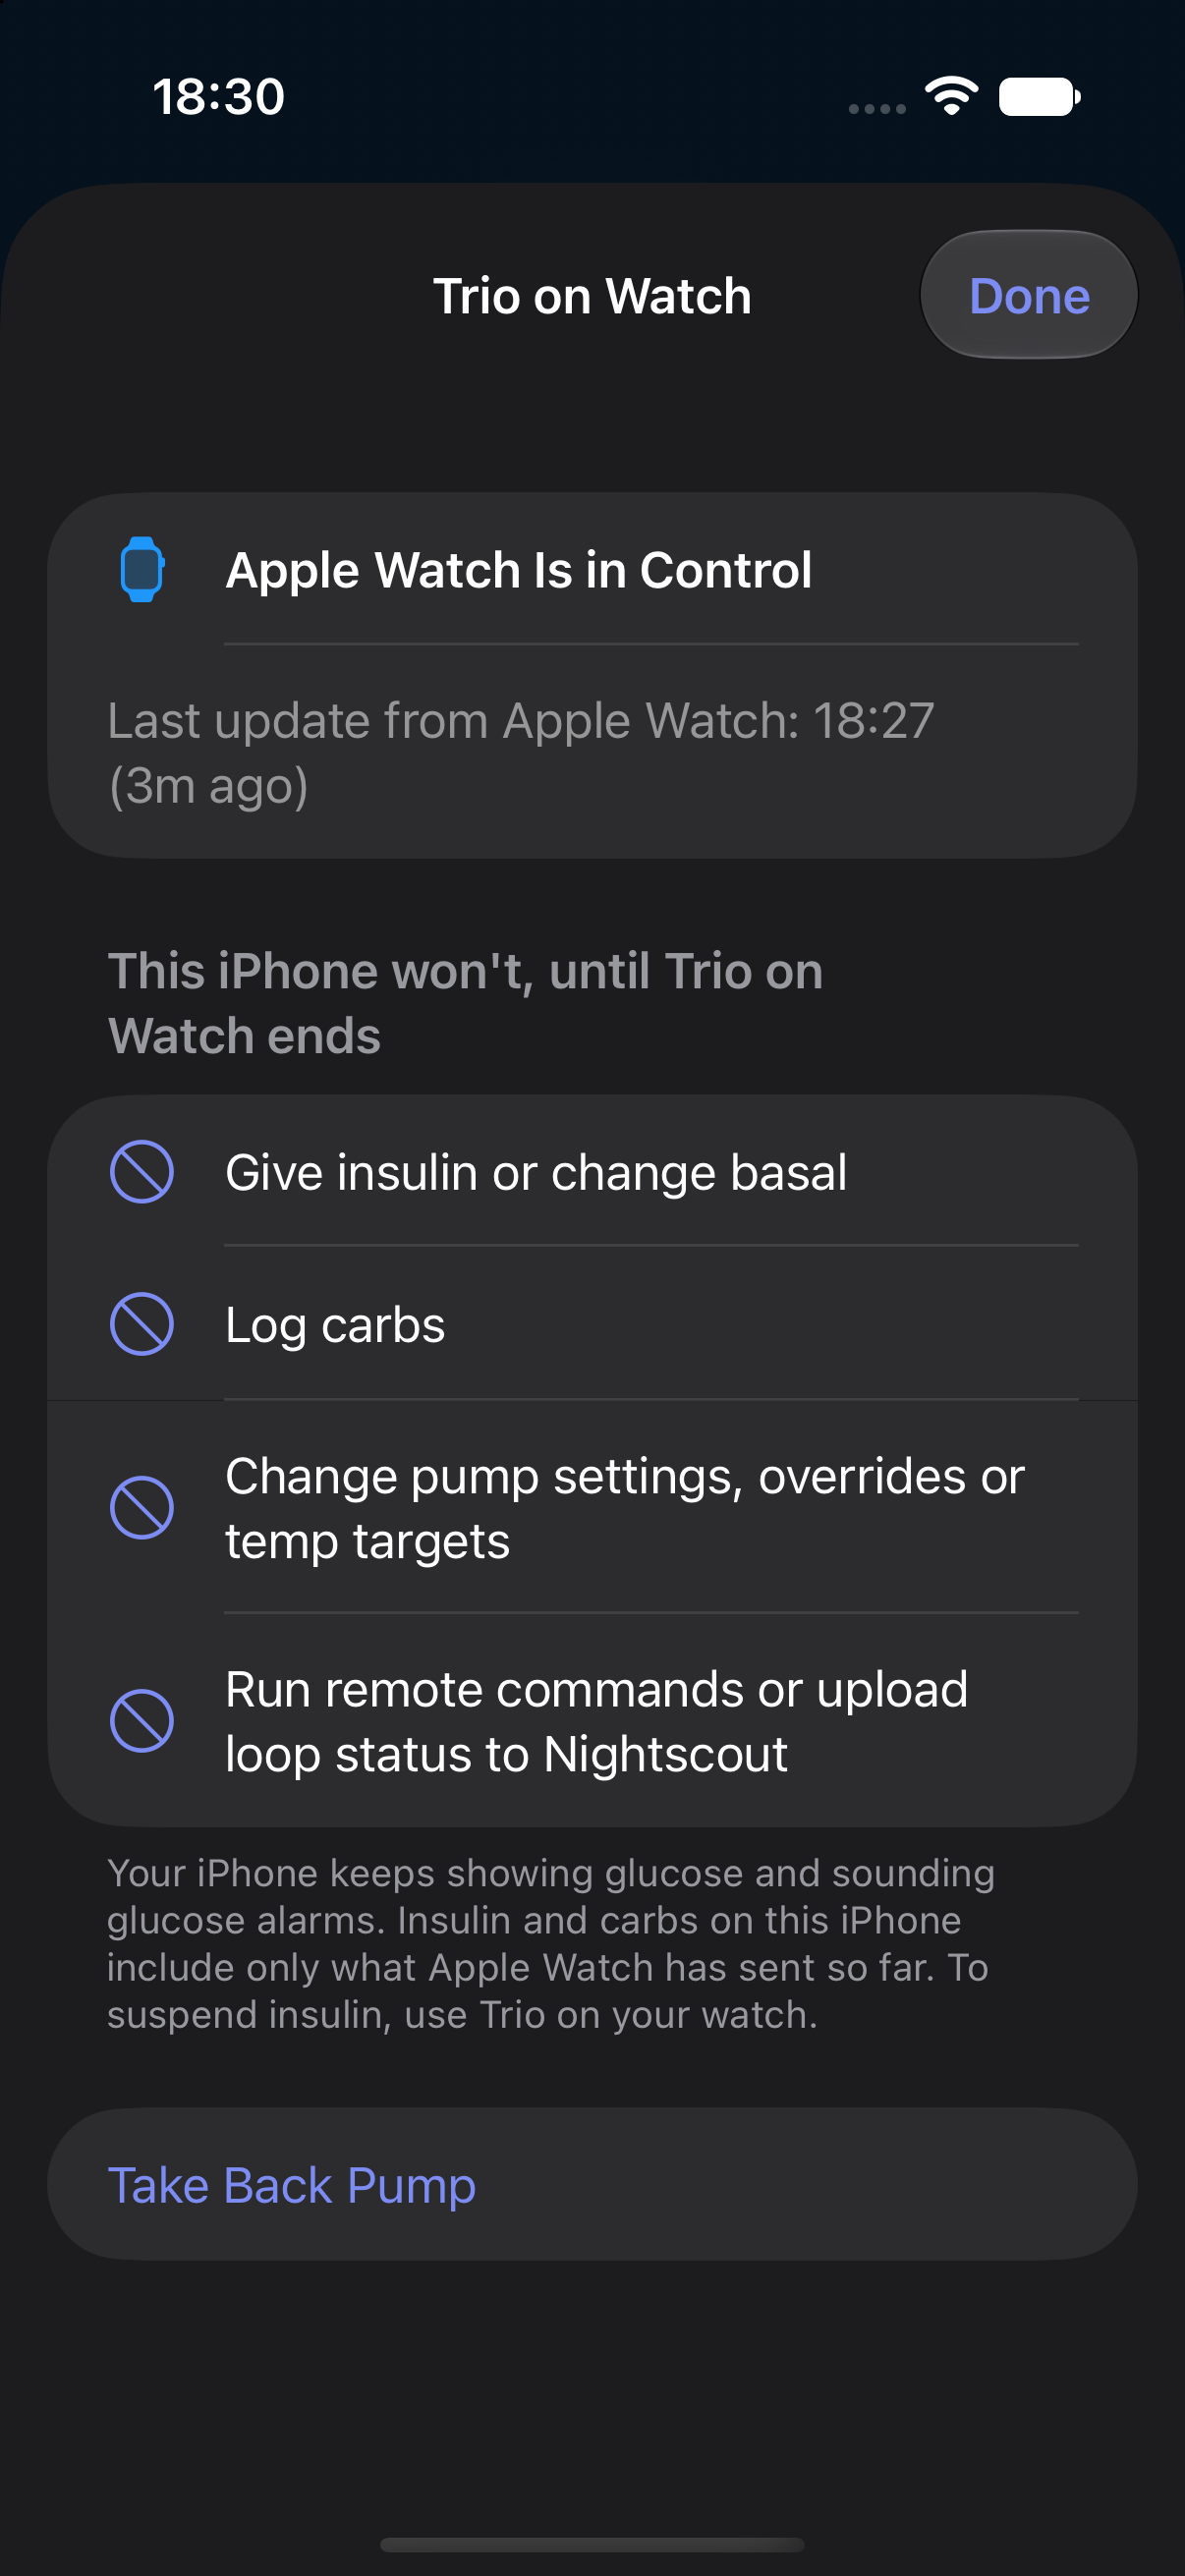 18:30
Trio on Watch
Done
Apple Watch Is in Control
Last update from Apple Watch: 18:27
(3m ago)
This iPhone won't, until Trio on
Watch ends
Give insulin or change basal
Log carbs
Change pump settings, overrides or
temp targets
Run remote commands or upload
loop status to Nightscout
Your iPhone keeps showing glucose and sounding
glucose alarms. Insulin and carbs on this iPhone
include only what Apple Watch has sent so far. To
suspend insulin, use Trio on your watch.
Take Back Pump